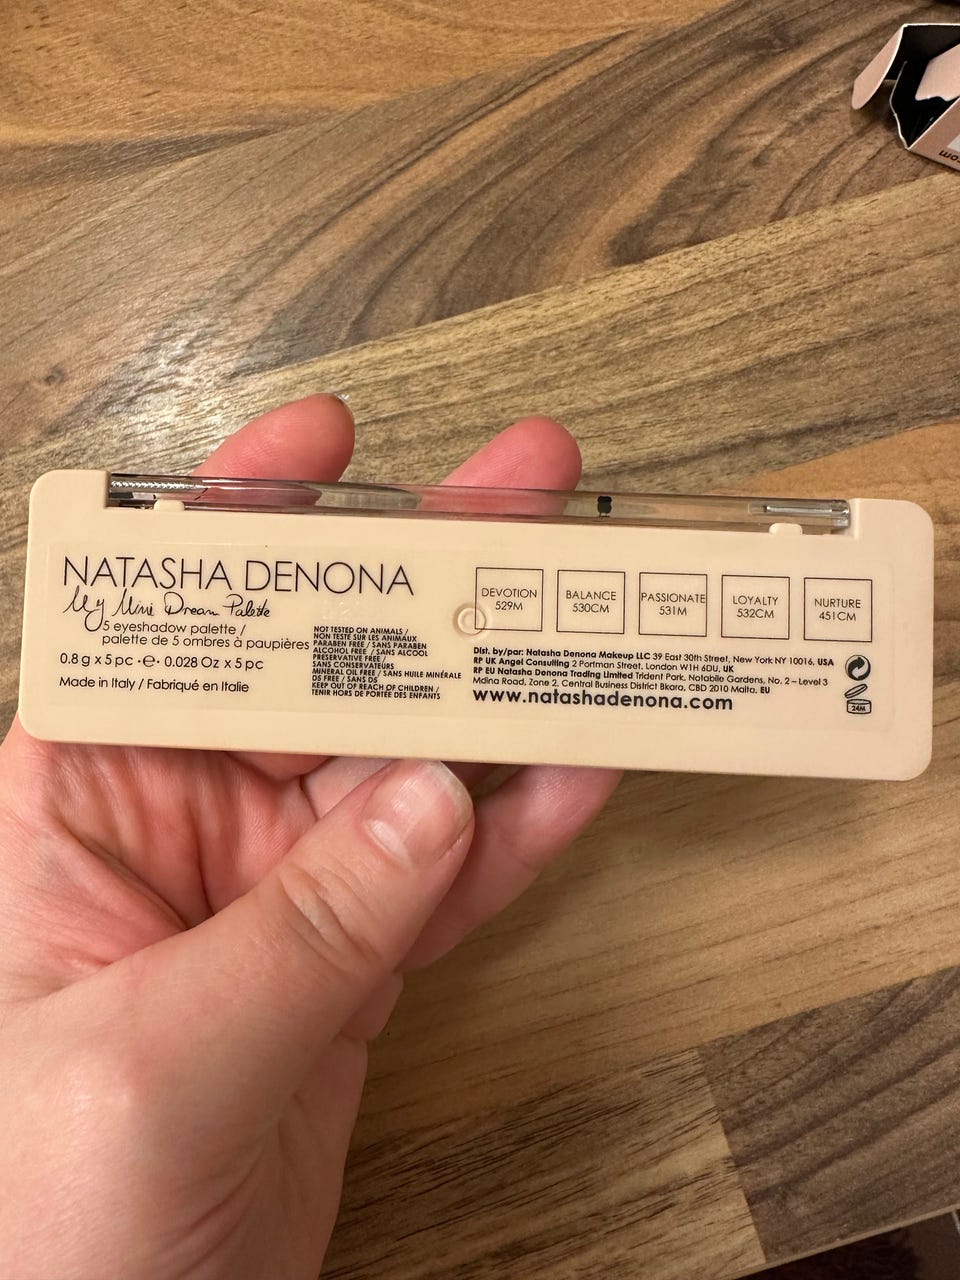 NATASHA DENONA
My Mini Dream Palette
5 eyeshadow palette /
palette de 5 ombres à paupières
0.8 g x 5 pc ·e· 0.028 Oz x 5 pc
Made in Italy / Fabriqué en Italie
NOT TESTED ON ANIMALS /
NON TESTÉ SUR LES ANIMAUX
PARABEN FREE / SANS PARABEN
ALCOHOL FREE / SANS ALCOOL
PRESERVATIVE FREE /
SANS CONSERVATEURS
MINERAL OIL FREE / SANS HUILE MINÉRALE
D5 FREE / SANS D5
KEEP OUT OF REACH OF CHILDREN /
TENIR HORS DE PORTÉE DES ENFANTS
DEVOTION
529M
BALANCE
530CM
PASSIONATE
531M
LOYALTY
532CM
NURTURE
451CM
Dist. by/par: Natasha Denona Makeup LLC 39 East 30th Street, New York NY 10016, USA
RP UK Angel Consulting 2 Portman Street, London W1H 6DU, UK
RP EU Natasha Denona Trading Limited Trident Park, Notabile Gardens, No. 2 – Level 3
Mdina Road, Zone 2, Central Business District Bkara, CBD 2010 Malta, EU
www.natashadenona.com
24M
.com